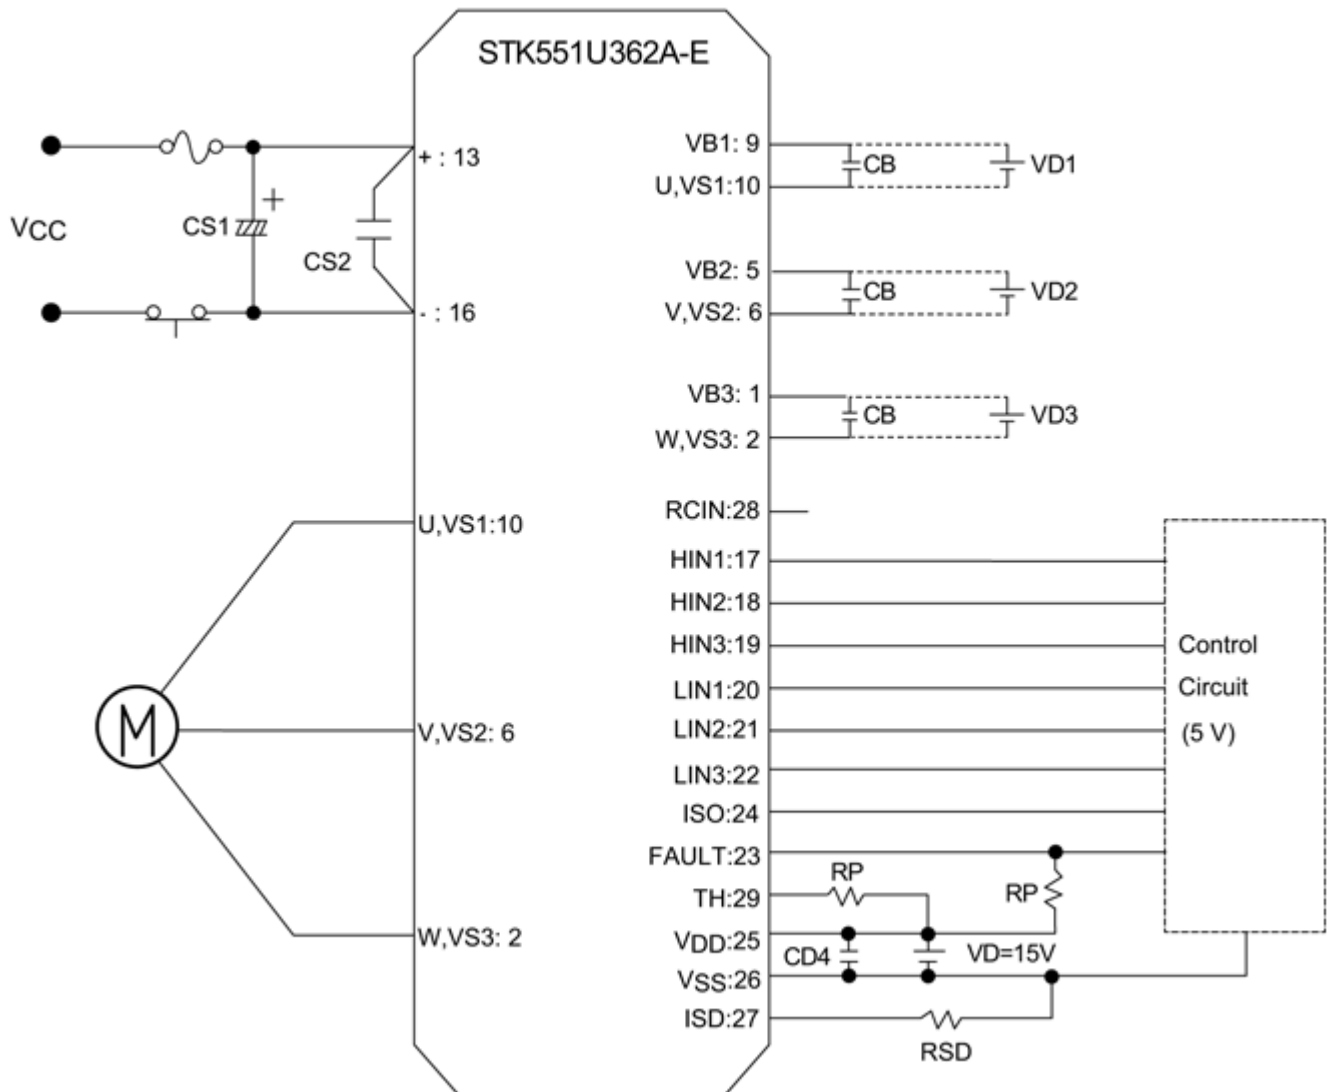 STK551U362A-E
VCC
CS1
+
CS2
+ : 13
- : 16
U,VS1:10
V,VS2: 6
W,VS3: 2
M
VB1: 9
U,VS1:10
CB
VD1
VB2: 5
V,VS2: 6
CB
VD2
VB3: 1
W,VS3: 2
CB
VD3
RCIN:28
HIN1:17
HIN2:18
HIN3:19
LIN1:20
LIN2:21
LIN3:22
ISO:24
FAULT:23
TH:29
VDD:25
VSS:26
ISD:27
Control
Circuit
(5 V)
RP
RP
CD4
VD=15V
RSD